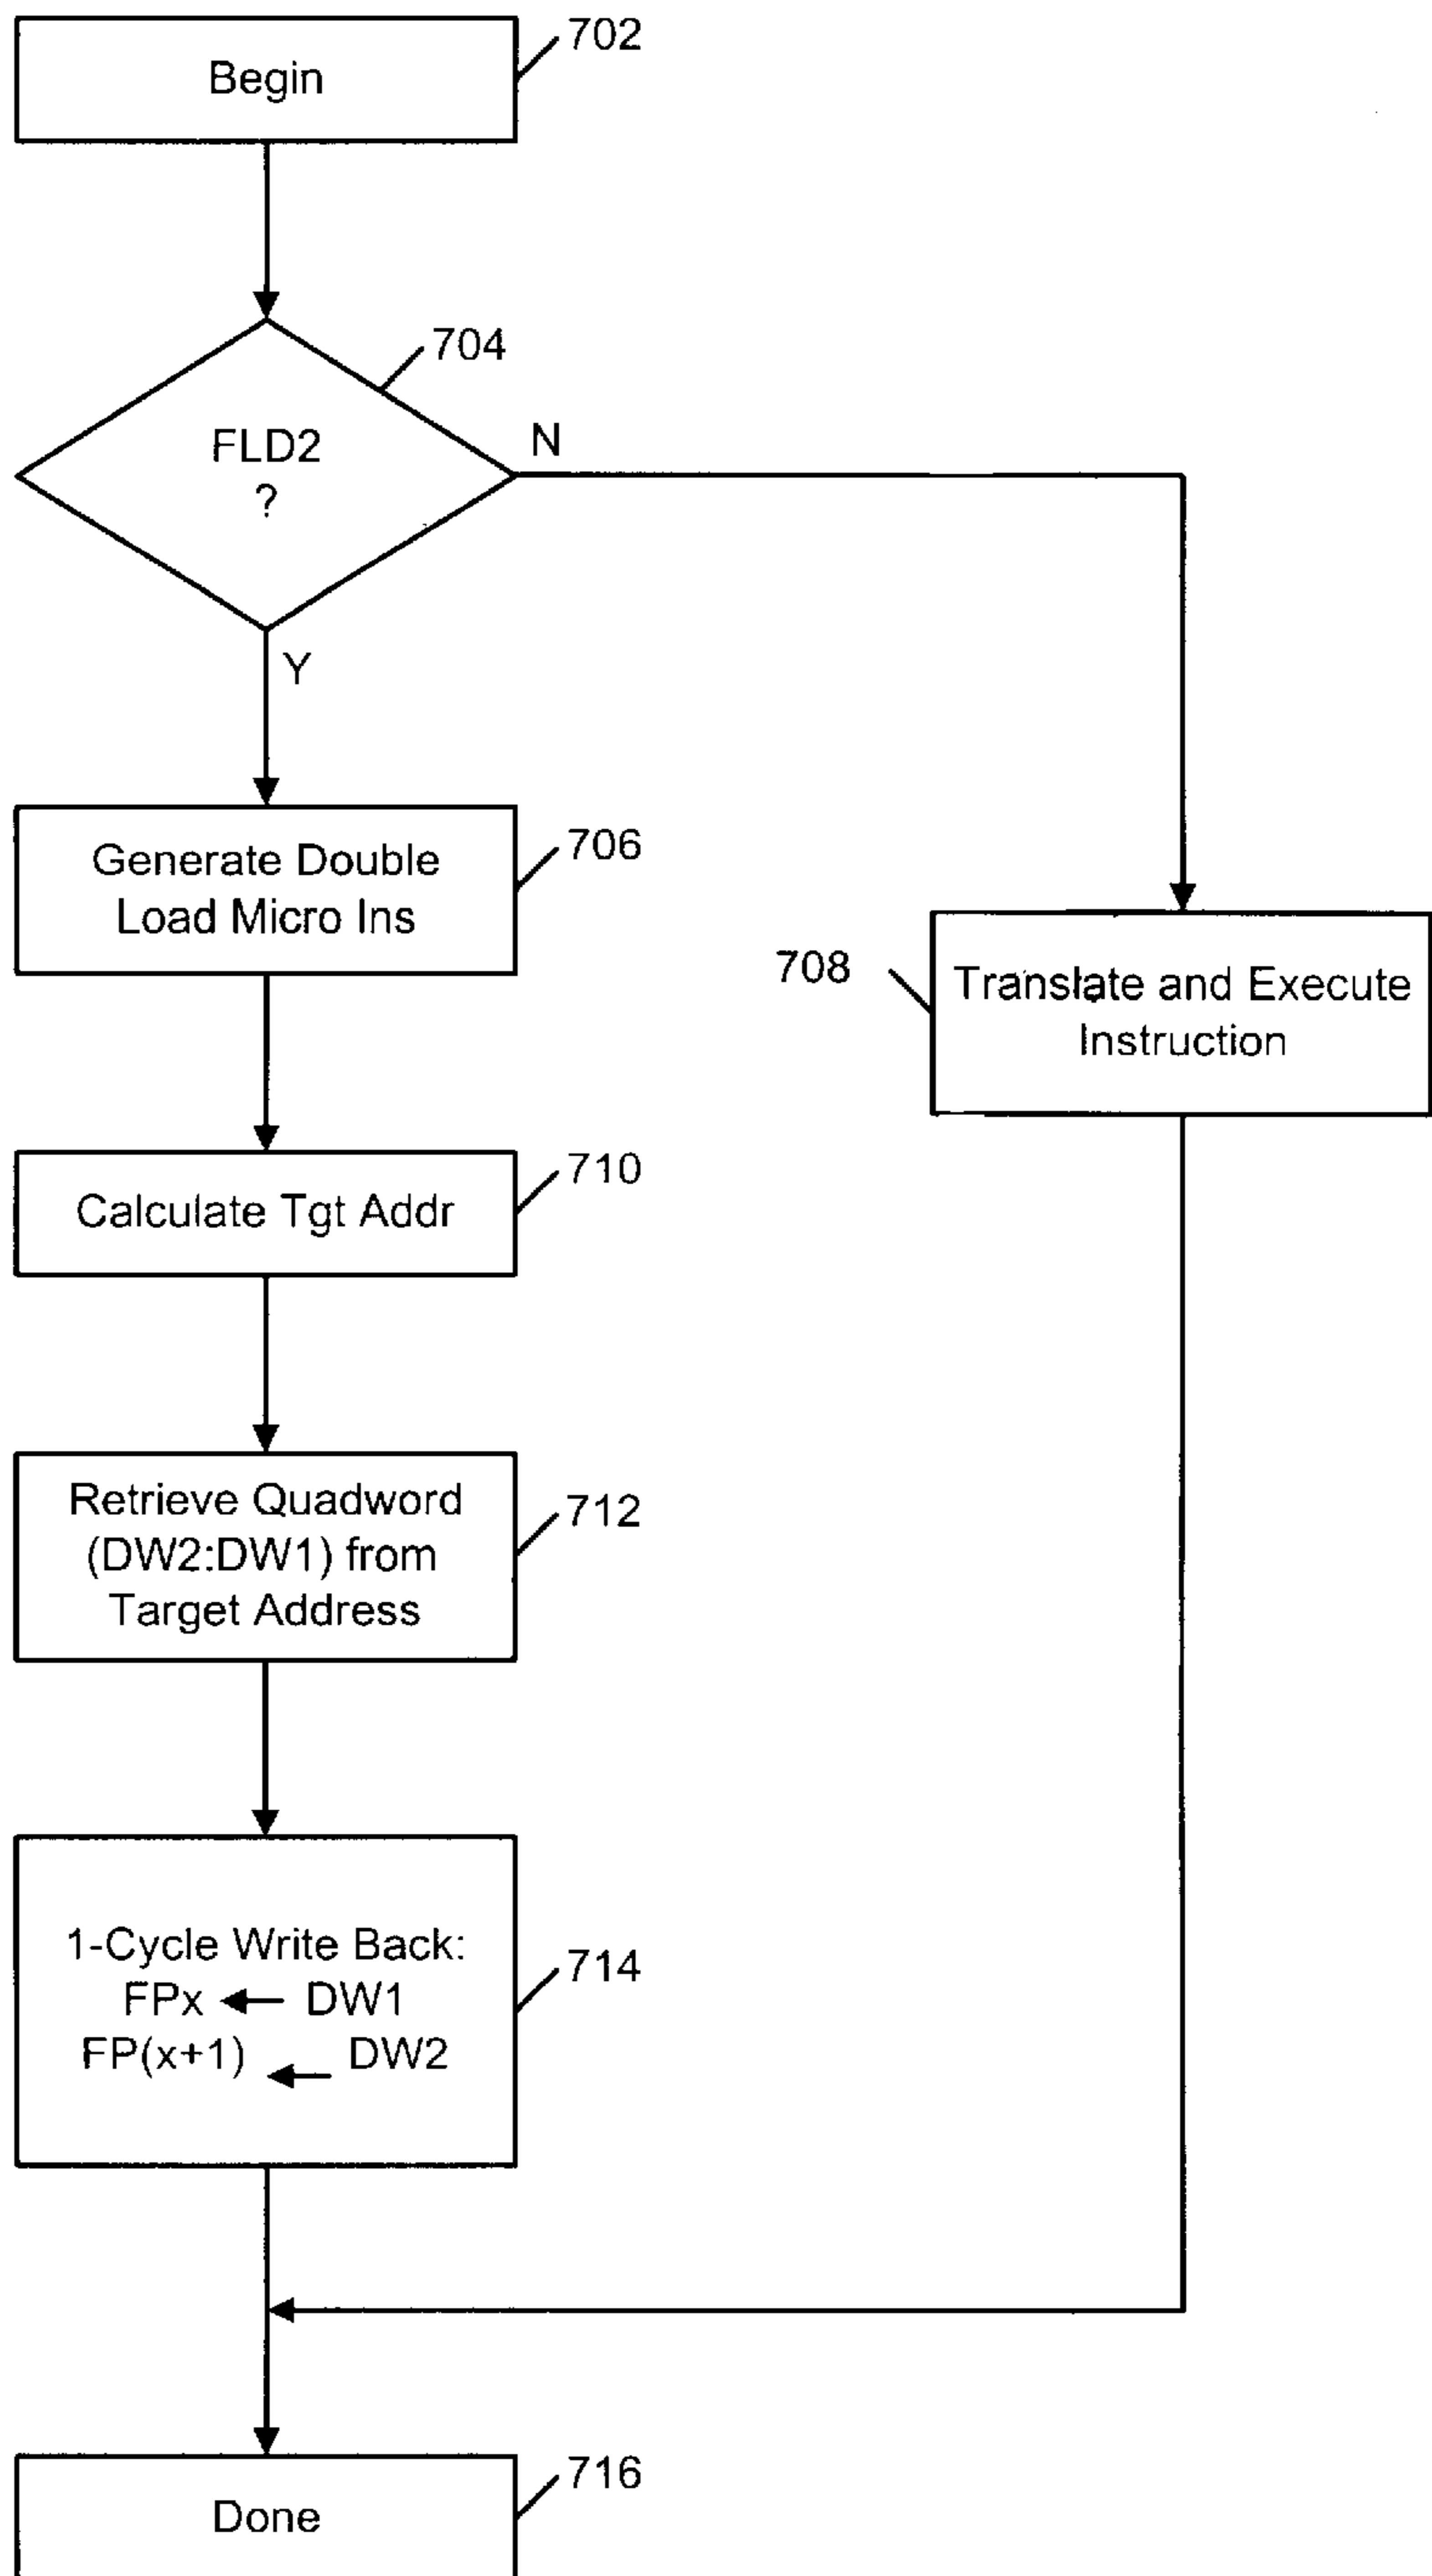 Begin
702
704
FLD2
?
N
Y
Generate Double
Load Micro Ins
706
708
Translate and Execute
Instruction
Calculate Tgt Addr
710
Retrieve Quadword
(DW2:DW1) from
Target Address
712
1-Cycle Write Back:
FPx ← DW1
FP(x+1) ← DW2
714
Done
716